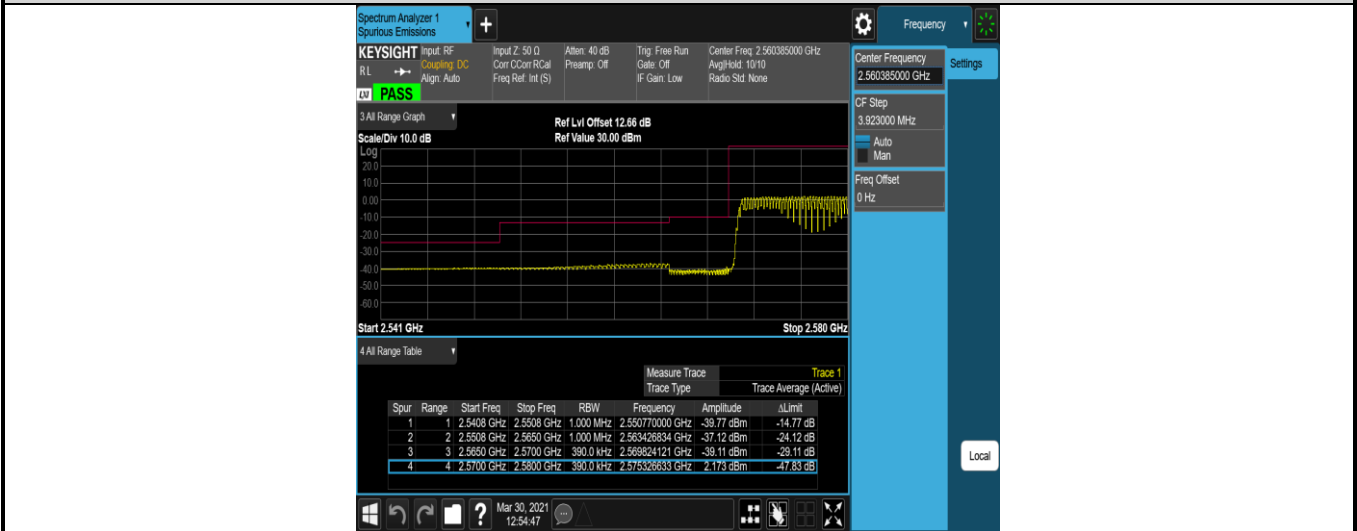 Spectrum Analyzer 1
Spurious Emissions
Frequency
KEYSIGHT Input: RF Input Z: 50 Ω Atten: 40 dB Trig: Free Run Center Freq: 2.560385000 GHz
R L Coupling: DC Corr CCorr RCal Preamp: Off Gate: Off Avg|Hold: 10/10
Align: Auto Freq Ref: Int (S) IF Gain: Low Radio Std: None
LXI PASS
Center Frequency
2.560385000 GHz
Settings
CF Step
3.923000 MHz
Auto
Man
Freq Offset
0 Hz
3 All Range Graph
Ref Lvl Offset 12.66 dB
Scale/Div 10.0 dB Ref Value 30.00 dBm
Log
20.0
10.0
0.00
-10.0
-20.0
-30.0
-40.0
-50.0
-60.0
Start 2.541 GHz Stop 2.580 GHz
4 All Range Table
Measure Trace Trace 1
Trace Type Trace Average (Active)
Spur Range Start Freq Stop Freq RBW Frequency Amplitude ΔLimit
1 1 2.5408 GHz 2.5508 GHz 1.000 MHz 2.550770000 GHz -39.77 dBm -14.77 dB
2 2 2.5508 GHz 2.5650 GHz 1.000 MHz 2.563426834 GHz -37.12 dBm -24.12 dB
3 3 2.5650 GHz 2.5700 GHz 390.0 kHz 2.569824121 GHz -39.11 dBm -29.11 dB
4 4 2.5700 GHz 2.5800 GHz 390.0 kHz 2.575326633 GHz 2.173 dBm -47.83 dB
Local
Mar 30, 2021
12:54:47